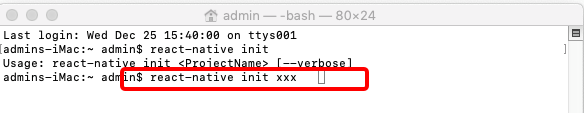 admin — -bash — 80×24
Last login: Wed Dec 25 15:40:00 on ttys001
[admins-iMac:~ admin$ react-native init
Usage: react-native init <ProjectName> [--verbose]
admins-iMac:~ admin$ react-native init xxx